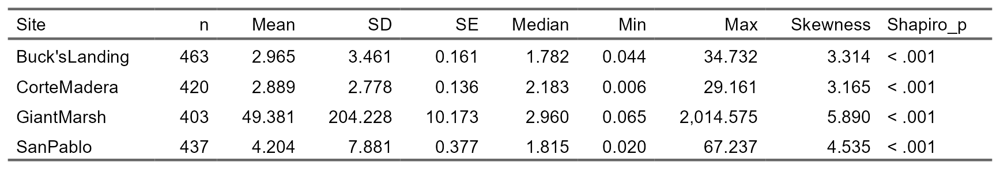 Site n Mean SD SE Median Min Max Skewness Shapiro_p
Buck'sLanding 463 2.965 3.461 0.161 1.782 0.044 34.732 3.314 < .001
CorteMadera 420 2.889 2.778 0.136 2.183 0.006 29.161 3.165 < .001
GiantMarsh 403 49.381 204.228 10.173 2.960 0.065 2,014.575 5.890 < .001
SanPablo 437 4.204 7.881 0.377 1.815 0.020 67.237 4.535 < .001